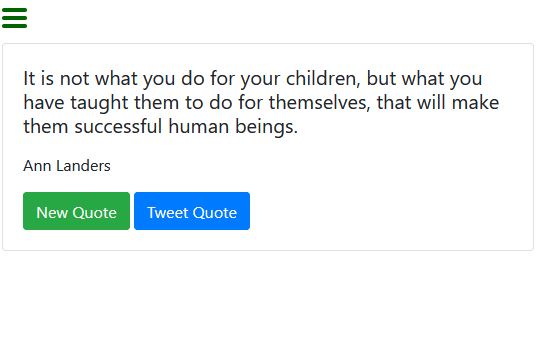 It is not what you do for your children, but what you
have taught them to do for themselves, that will make
them successful human beings.
Ann Landers
New Quote Tweet Quote